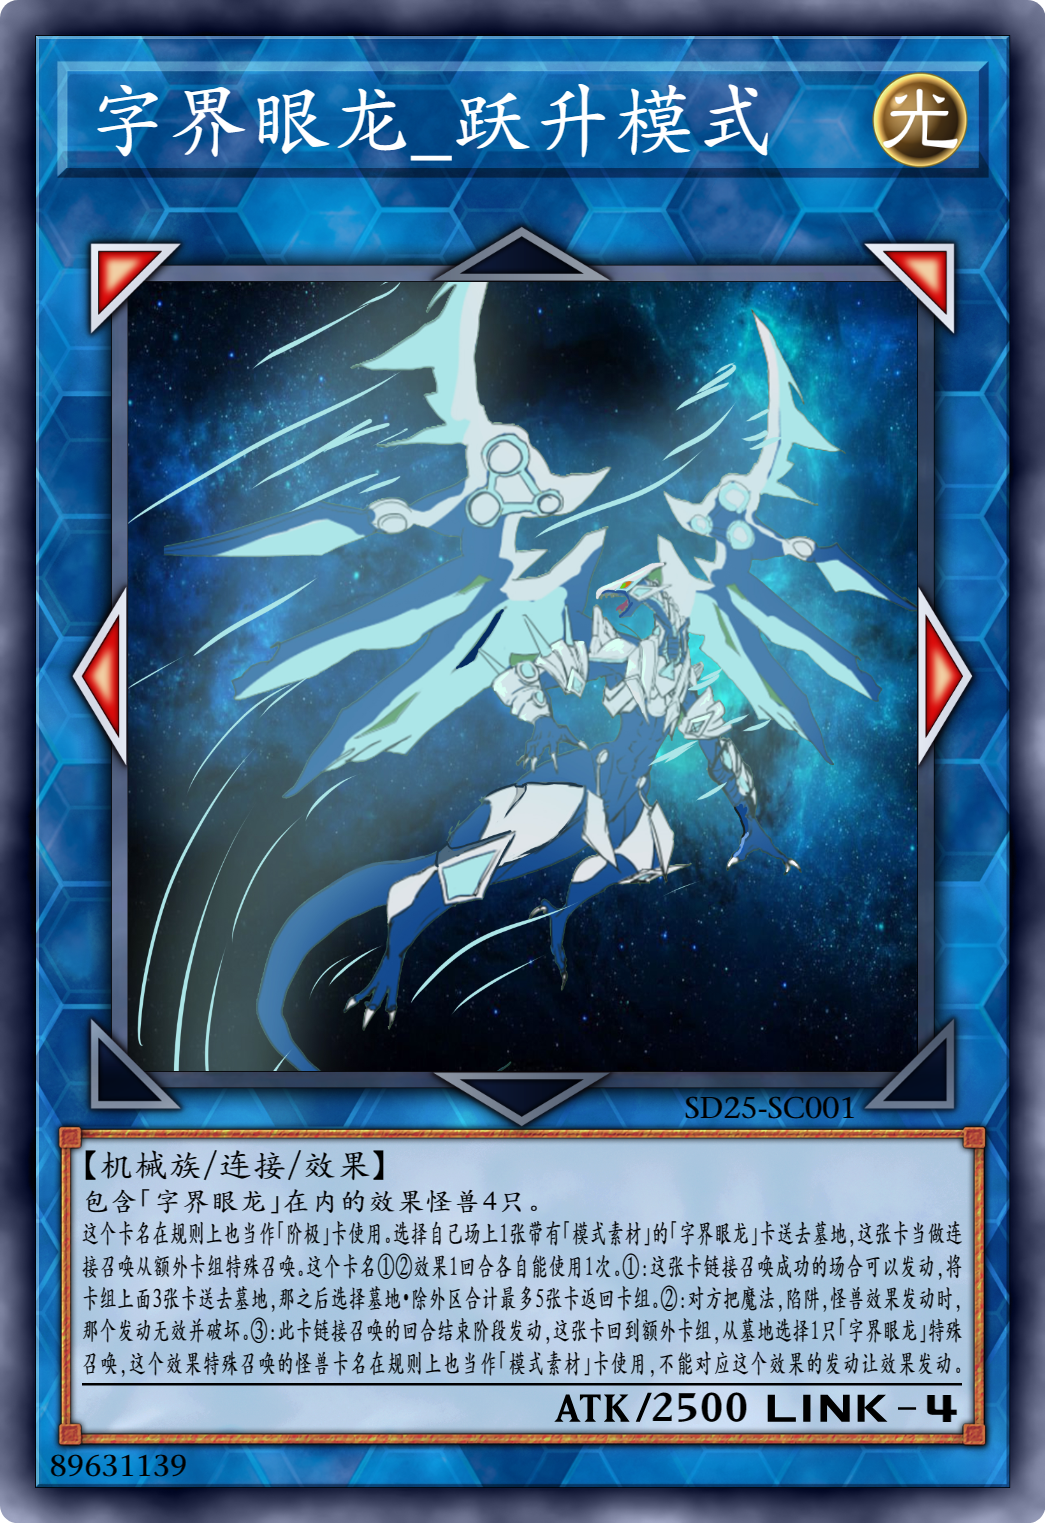 字界眼龙_跃升模式
光
SD25-SC001
【机械族/连接/效果】
包含「字界眼龙」在内的效果怪兽4只。
这个卡名在规则上也当作「阶极」卡使用。选择自己场上1张带有「模式素材」的「字界眼龙」卡送去墓地,这张卡当做连
接召唤从额外卡组特殊召唤。这个卡名①②效果1回合各自能使用1次。①:这张卡链接召唤成功的场合可以发动,将
卡组上面3张卡送去墓地,那之后选择墓地•除外区合计最多5张卡返回卡组。②:对方把魔法,陷阱,怪兽效果发动时,
那个发动无效并破坏。③:此卡链接召唤的回合结束阶段发动,这张卡回到额外卡组,从墓地选择1只「字界眼龙」特殊
召唤,这个效果特殊召唤的怪兽卡名在规则上也当作「模式素材」卡使用,不能对应这个效果的发动让效果发动。
ATK/2500 LINK-4
89631139